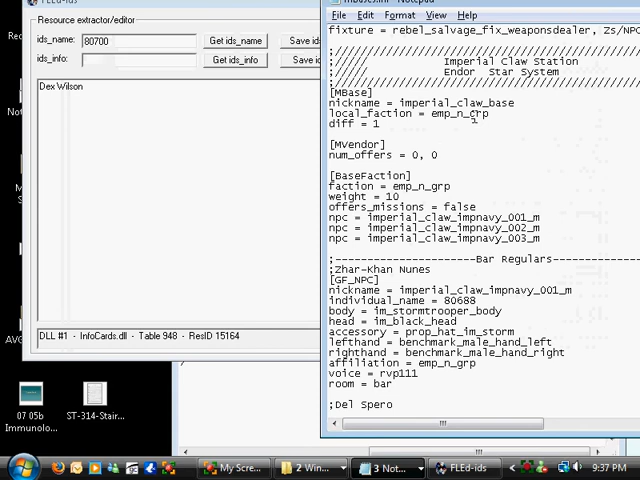 FLEd-ids
Resource extractor/editor
ids_name:
80700
Get ids_name
Save ids
ids_info:
Get ids_info
Save ids
Dex Wilson
DLL #1 - InfoCards.dll - Table 948 - ResID 15164
mBases.ini - Notepad
File Edit Format View Help
fixture = rebel_salvage_fix_weaponsdealer, Zs/NPC
;//////////////////////////////////////////
;///// Imperial Claw Station
;///// Endor Star System
;//////////////////////////////////////////
[MBase]
nickname = imperial_claw_base
local_faction = emp_n_grp
diff = 1
[MVendor]
num_offers = 0, 0
[BaseFaction]
faction = emp_n_grp
weight = 10
offers_missions = false
npc = imperial_claw_impnavy_001_m
npc = imperial_claw_impnavy_002_m
npc = imperial_claw_impnavy_003_m
;---------------------Bar Regulars-----------------
;Zhar-Khan Nunes
[GF_NPC]
nickname = imperial_claw_impnavy_001_m
individual_name = 80688
body = im_stormtrooper_body
head = im_black_head
accessory = prop_hat_im_storm
lefthand = benchmark_male_hand_left
righthand = benchmark_male_hand_right
affiliation = emp_n_grp
voice = rvp111
room = bar
;Del Spero
07 05b
Immunolo...
ST-314-Stair...
My Scre...
2 Win...
3 Not...
FLEd-ids
9:37 PM